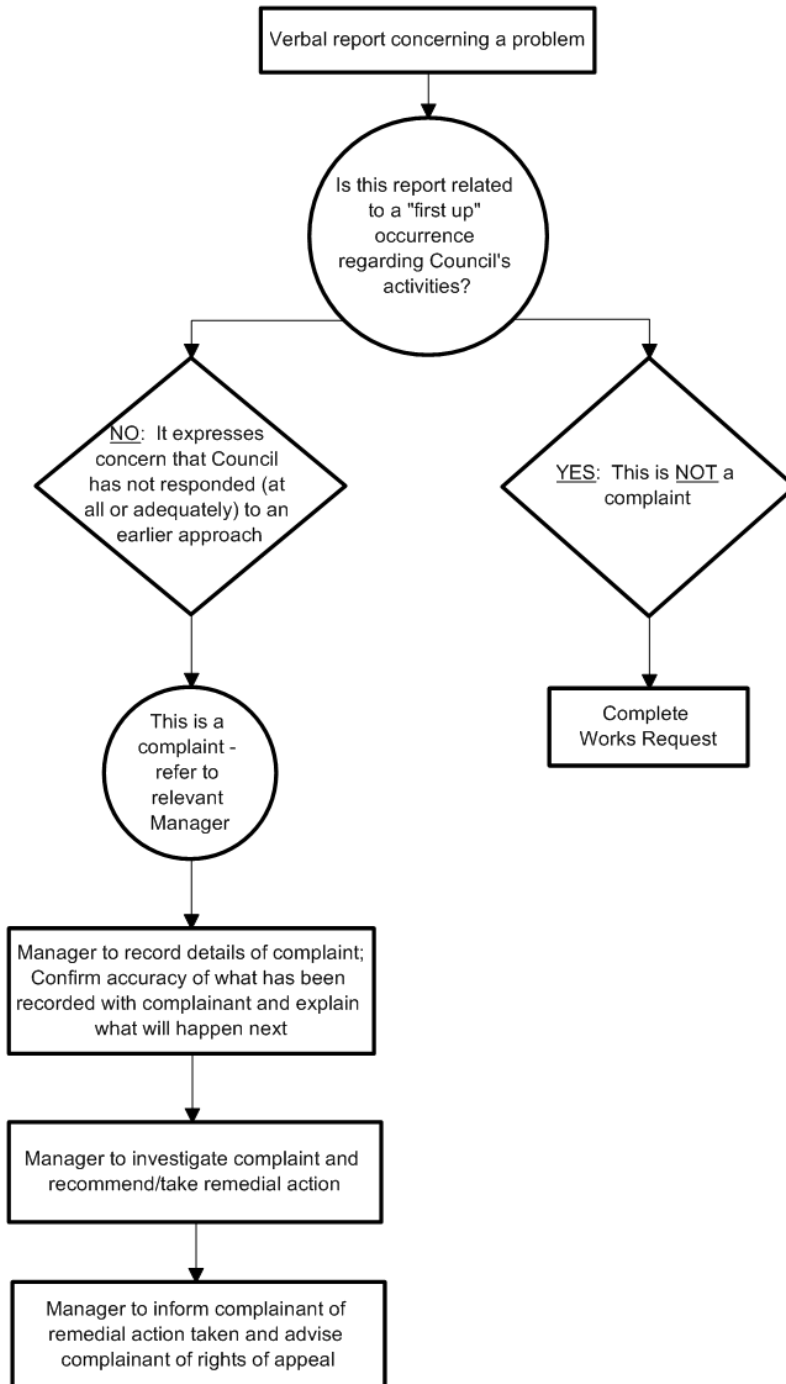 Verbal report concerning a problem
Is this report related
to a "first up"
occurrence
regarding Council's
activities?
NO: It expresses
concern that Council
has not responded (at
all or adequately) to an
earlier approach
YES: This is NOT a
complaint
This is a
complaint -
refer to
relevant
Manager
Complete
Works Request
Manager to record details of complaint;
Confirm accuracy of what has been
recorded with complainant and explain
what will happen next
Manager to investigate complaint and
recommend/take remedial action
Manager to inform complainant of
remedial action taken and advise
complainant of rights of appeal